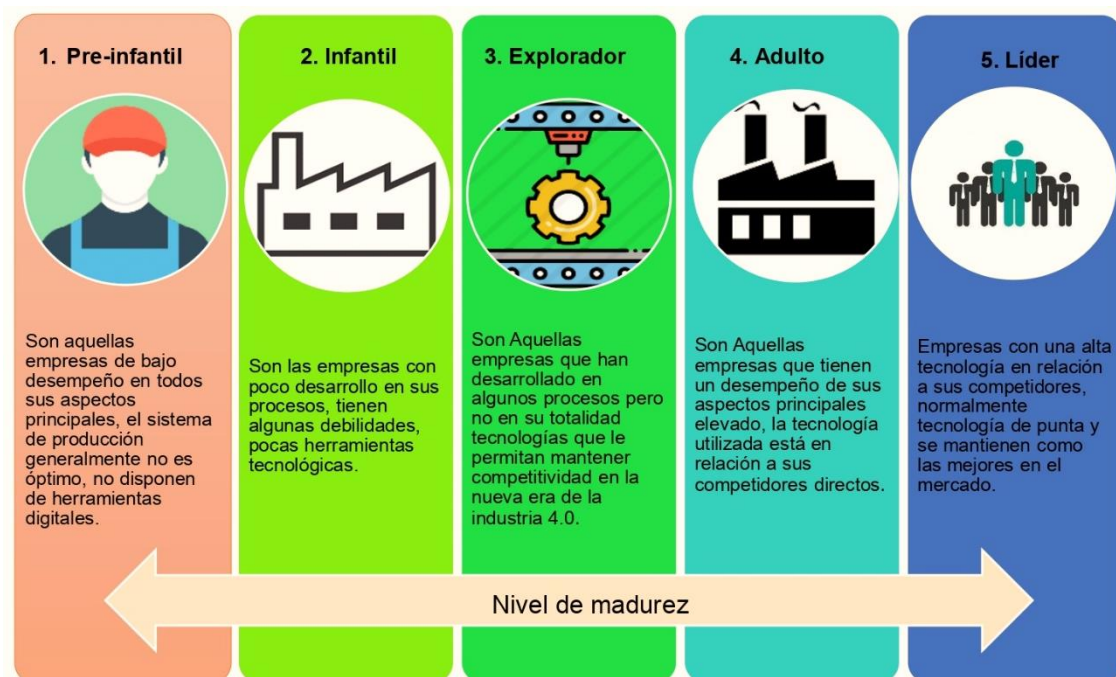 1. Pre-infantil
2. Infantil
3. Explorador
4. Adulto
5. Líder
Son aquellas
empresas de bajo
desempeño en todos
sus aspectos
principales, el sistema
de producción
generalmente no es
óptimo, no disponen
de herramientas
digitales.
Son las empresas con
poco desarrollo en sus
procesos, tienen
algunas debilidades,
pocas herramientas
tecnológicas.
Son Aquellas
empresas que han
desarrollado en
algunos procesos pero
no en su totalidad
tecnologías que le
permitan mantener
competitividad en la
nueva era de la
industria 4.0.
Son Aquellas
empresas que tienen
un desempeño de sus
aspectos principales
elevado, la tecnología
utilizada está en
relación a sus
competidores directos.
Empresas con una alta
tecnología en relación
a sus competidores,
normalmente
tecnología de punta y
se mantienen como
las mejores en el
mercado.
Nivel de madurez